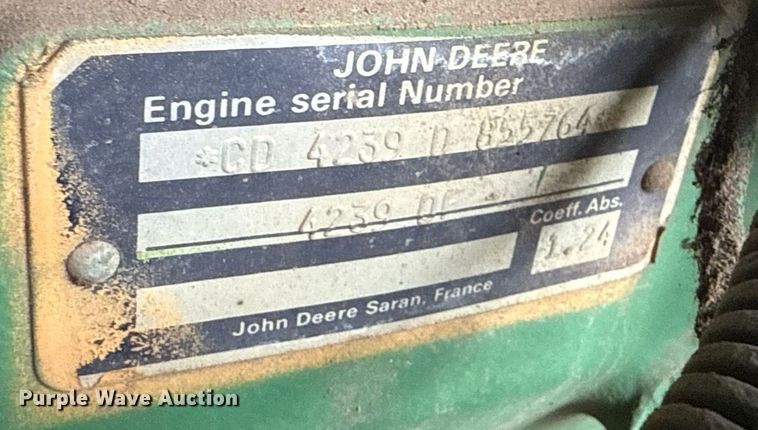 JOHN DEERE
Engine serial Number
*CD 4239 D 855764*
4239 DF
Coeff. Abs.
1.24
John Deere Saran, France
Purple Wave Auction